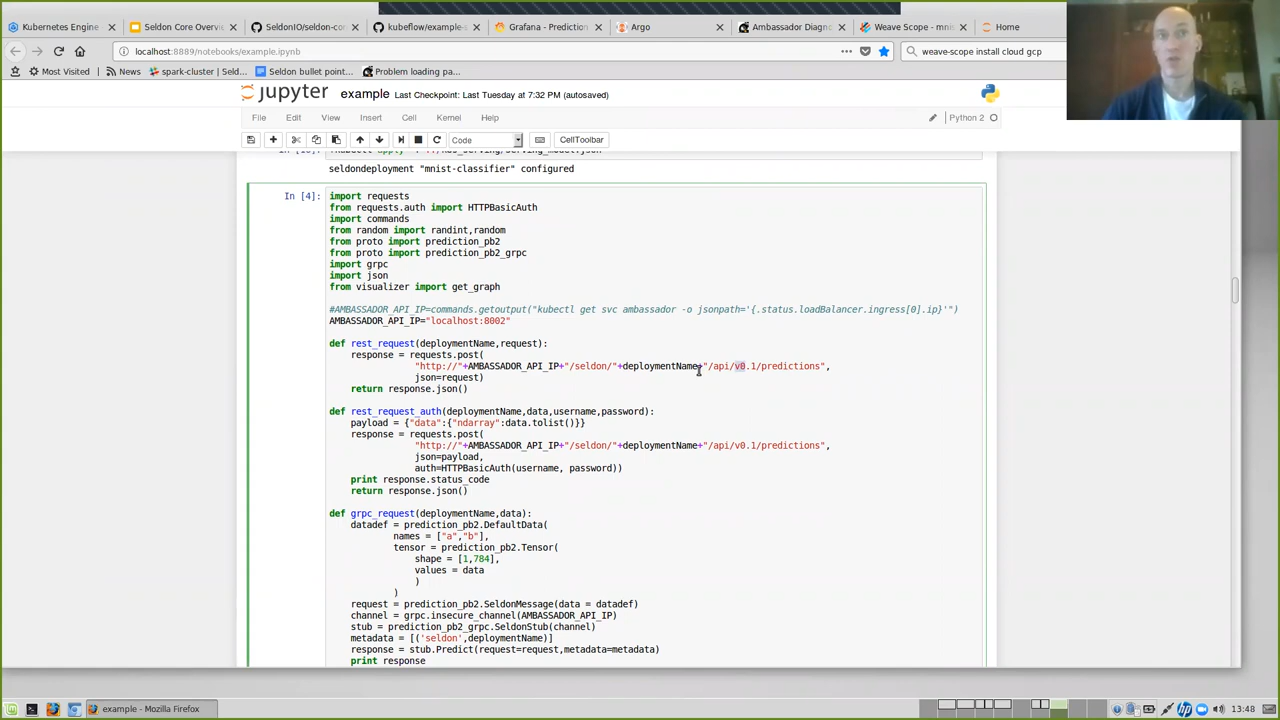 Kubernetes Engine
Seldon Core Overvi
SeldonIO/seldon-co
kubeflow/example-s
Grafana - Prediction
Argo
Ambassador Diagno
Weave Scope - mni
Home
localhost:8889/notebooks/example.ipynb
weave-scope install cloud gcp
Most Visited
News
spark-cluster | Seld...
Seldon bullet point...
Problem loading pa...
jupyter
example Last Checkpoint: Last Tuesday at 7:32 PM (autosaved)
File Edit View Insert Cell Kernel Help
Python 2
Code
CellToolbar
seldondeployment "mnist-classifier" configured
In [4]:
import requests
from requests.auth import HTTPBasicAuth
import commands
from random import randint,random
from proto import prediction_pb2
from proto import prediction_pb2_grpc
import grpc
import json
from visualizer import get_graph
#AMBASSADOR_API_IP=commands.getoutput("kubectl get svc ambassador -o jsonpath='{.status.loadBalancer.ingress[0].ip}'")
AMBASSADOR_API_IP="localhost:8002"
def rest_request(deploymentName,request):
response = requests.post(
"http://"+AMBASSADOR_API_IP+"/seldon/"+deploymentName+"/api/v0.1/predictions",
json=request)
return response.json()
def rest_request_auth(deploymentName,data,username,password):
payload = {"data":{"ndarray":data.tolist()}}
response = requests.post(
"http://"+AMBASSADOR_API_IP+"/seldon/"+deploymentName+"/api/v0.1/predictions",
json=payload,
auth=HTTPBasicAuth(username, password))
print response.status_code
return response.json()
def grpc_request(deploymentName,data):
datadef = prediction_pb2.DefaultData(
names = ["a","b"],
tensor = prediction_pb2.Tensor(
shape = [1,784],
values = data
)
)
request = prediction_pb2.SeldonMessage(data = datadef)
channel = grpc.insecure_channel(AMBASSADOR_API_IP)
stub = prediction_pb2_grpc.SeldonStub(channel)
metadata = [('seldon',deploymentName)]
response = stub.Predict(request=request,metadata=metadata)
print response
example - Mozilla Firefox
13:48